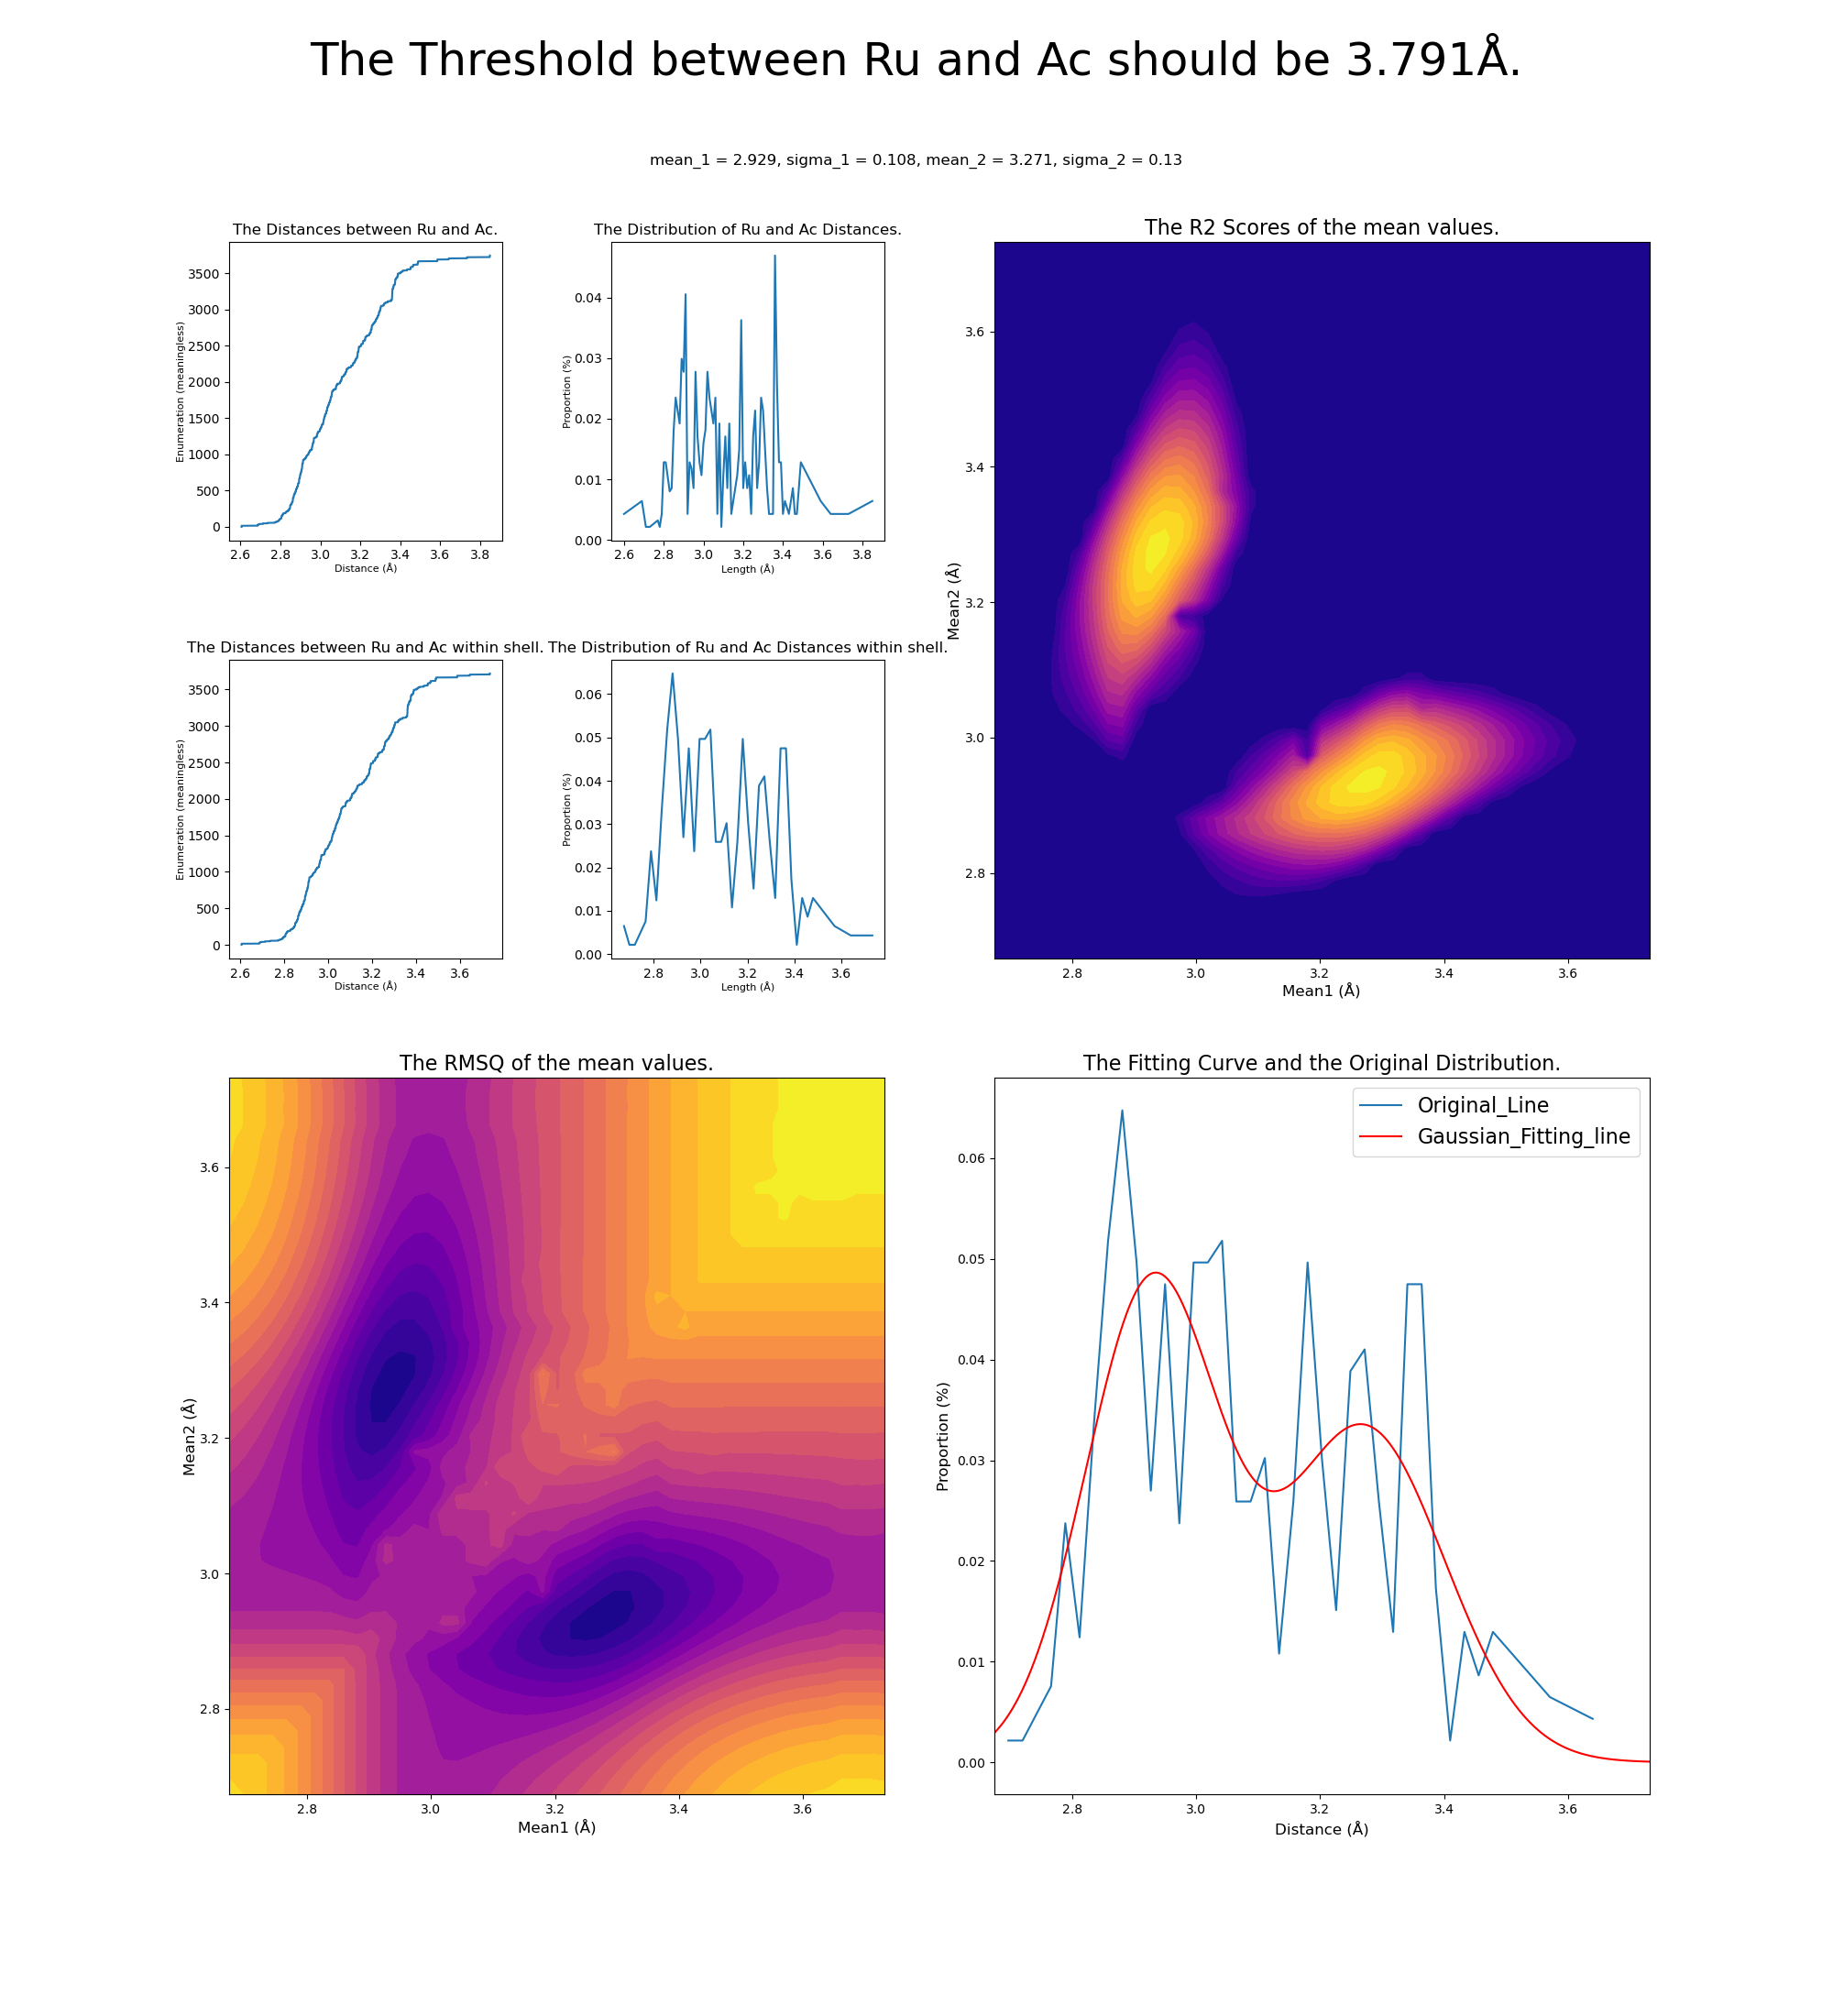 The Threshold between Ru and Ac should be 3.791Å.
mean_1 = 2.929, sigma_1 = 0.108, mean_2 = 3.271, sigma_2 = 0.13
The Distances between Ru and Ac.
Enumeration (meaningless)
3500
3000
2500
2000
1500
1000
500
0
2.6 2.8 3.0 3.2 3.4 3.6 3.8
Distance (Å)
The Distribution of Ru and Ac Distances.
Proportion (%)
0.04
0.03
0.02
0.01
0.00
2.6 2.8 3.0 3.2 3.4 3.6 3.8
Length (Å)
The R2 Scores of the mean values.
Mean2 (Å)
3.6
3.4
3.2
3.0
2.8
2.8 3.0 3.2 3.4 3.6
Mean1 (Å)
The Distances between Ru and Ac within shell.
Enumeration (meaningless)
3500
3000
2500
2000
1500
1000
500
0
2.6 2.8 3.0 3.2 3.4 3.6
Distance (Å)
The Distribution of Ru and Ac Distances within shell.
Proportion (%)
0.06
0.05
0.04
0.03
0.02
0.01
0.00
2.8 3.0 3.2 3.4 3.6
Length (Å)
The RMSQ of the mean values.
Mean2 (Å)
3.6
3.4
3.2
3.0
2.8
2.8 3.0 3.2 3.4 3.6
Mean1 (Å)
The Fitting Curve and the Original Distribution.
Original_Line
Gaussian_Fitting_line
Proportion (%)
0.06
0.05
0.04
0.03
0.02
0.01
0.00
2.8 3.0 3.2 3.4 3.6
Distance (Å)